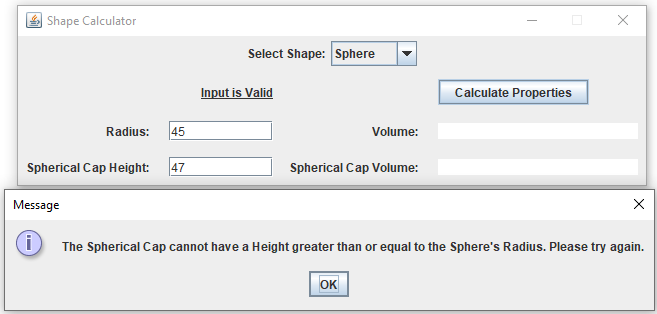 Shape Calculator
Select Shape: Sphere
Input is Valid
Calculate Properties
Radius: 45
Volume:
Spherical Cap Height: 47
Spherical Cap Volume:
Message
The Spherical Cap cannot have a Height greater than or equal to the Sphere's Radius. Please try again.
OK